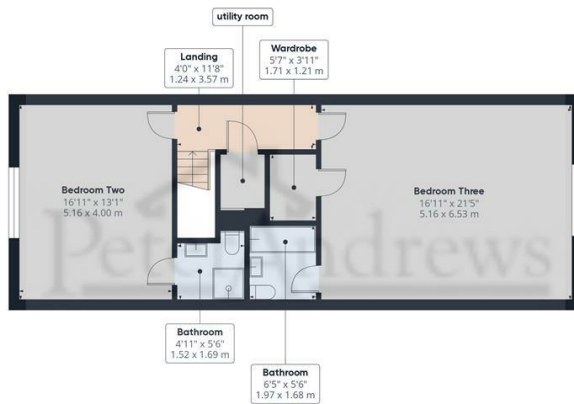 utility room
Landing
4'0" x 11'8"
1.24 x 3.57 m
Wardrobe
5'7" x 3'11"
1.71 x 1.21 m
Bedroom Two
16'11" x 13'1"
5.16 x 4.00 m
Bedroom Three
16'11" x 21'5"
5.16 x 6.53 m
Peter Andrews
Bathroom
4'11" x 5'6"
1.52 x 1.69 m
Bathroom
6'5" x 5'6"
1.97 x 1.68 m